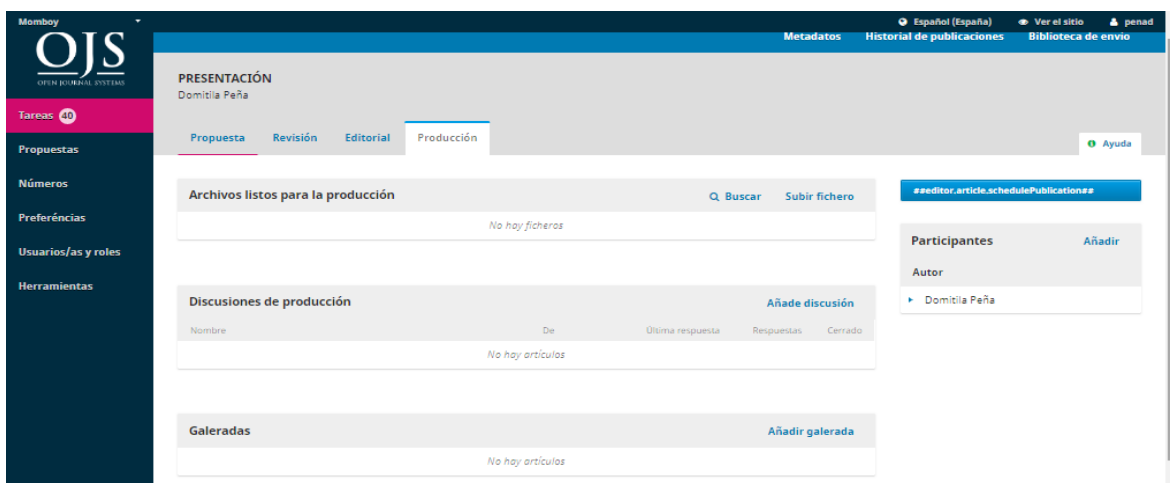 Momboy
Español (España) Ver el sitio penad
OJS
OPEN JOURNAL SYSTEMS
Metadatos Historial de publicaciones Biblioteca de envío
PRESENTACIÓN
Domitila Peña
Tareas 40
Propuesta Revisión Editorial Producción
Ayuda
Propuestas
Números
Preferéncias
Usuarios/as y roles
Herramientas
Archivos listos para la producción Buscar Subir fichero
No hay ficheros
##editor.article.schedulePublication##
Participantes Añadir
Autor
Domitila Peña
Discusiones de producción Añade discusión
Nombre De Última respuesta Respuestas Cerrado
No hay artículos
Galeradas Añadir galerada
No hay artículos